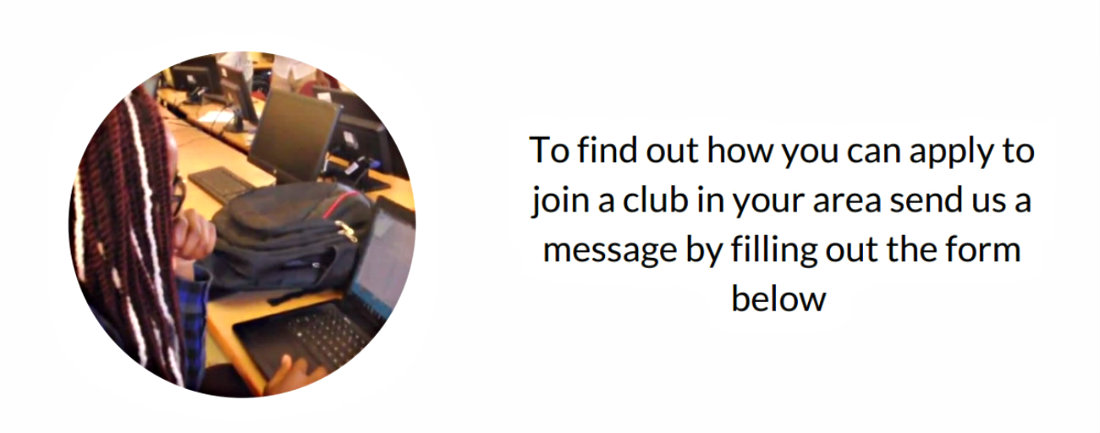 To find out how you can apply to
join a club in your area send us a
message by filling out the form
below